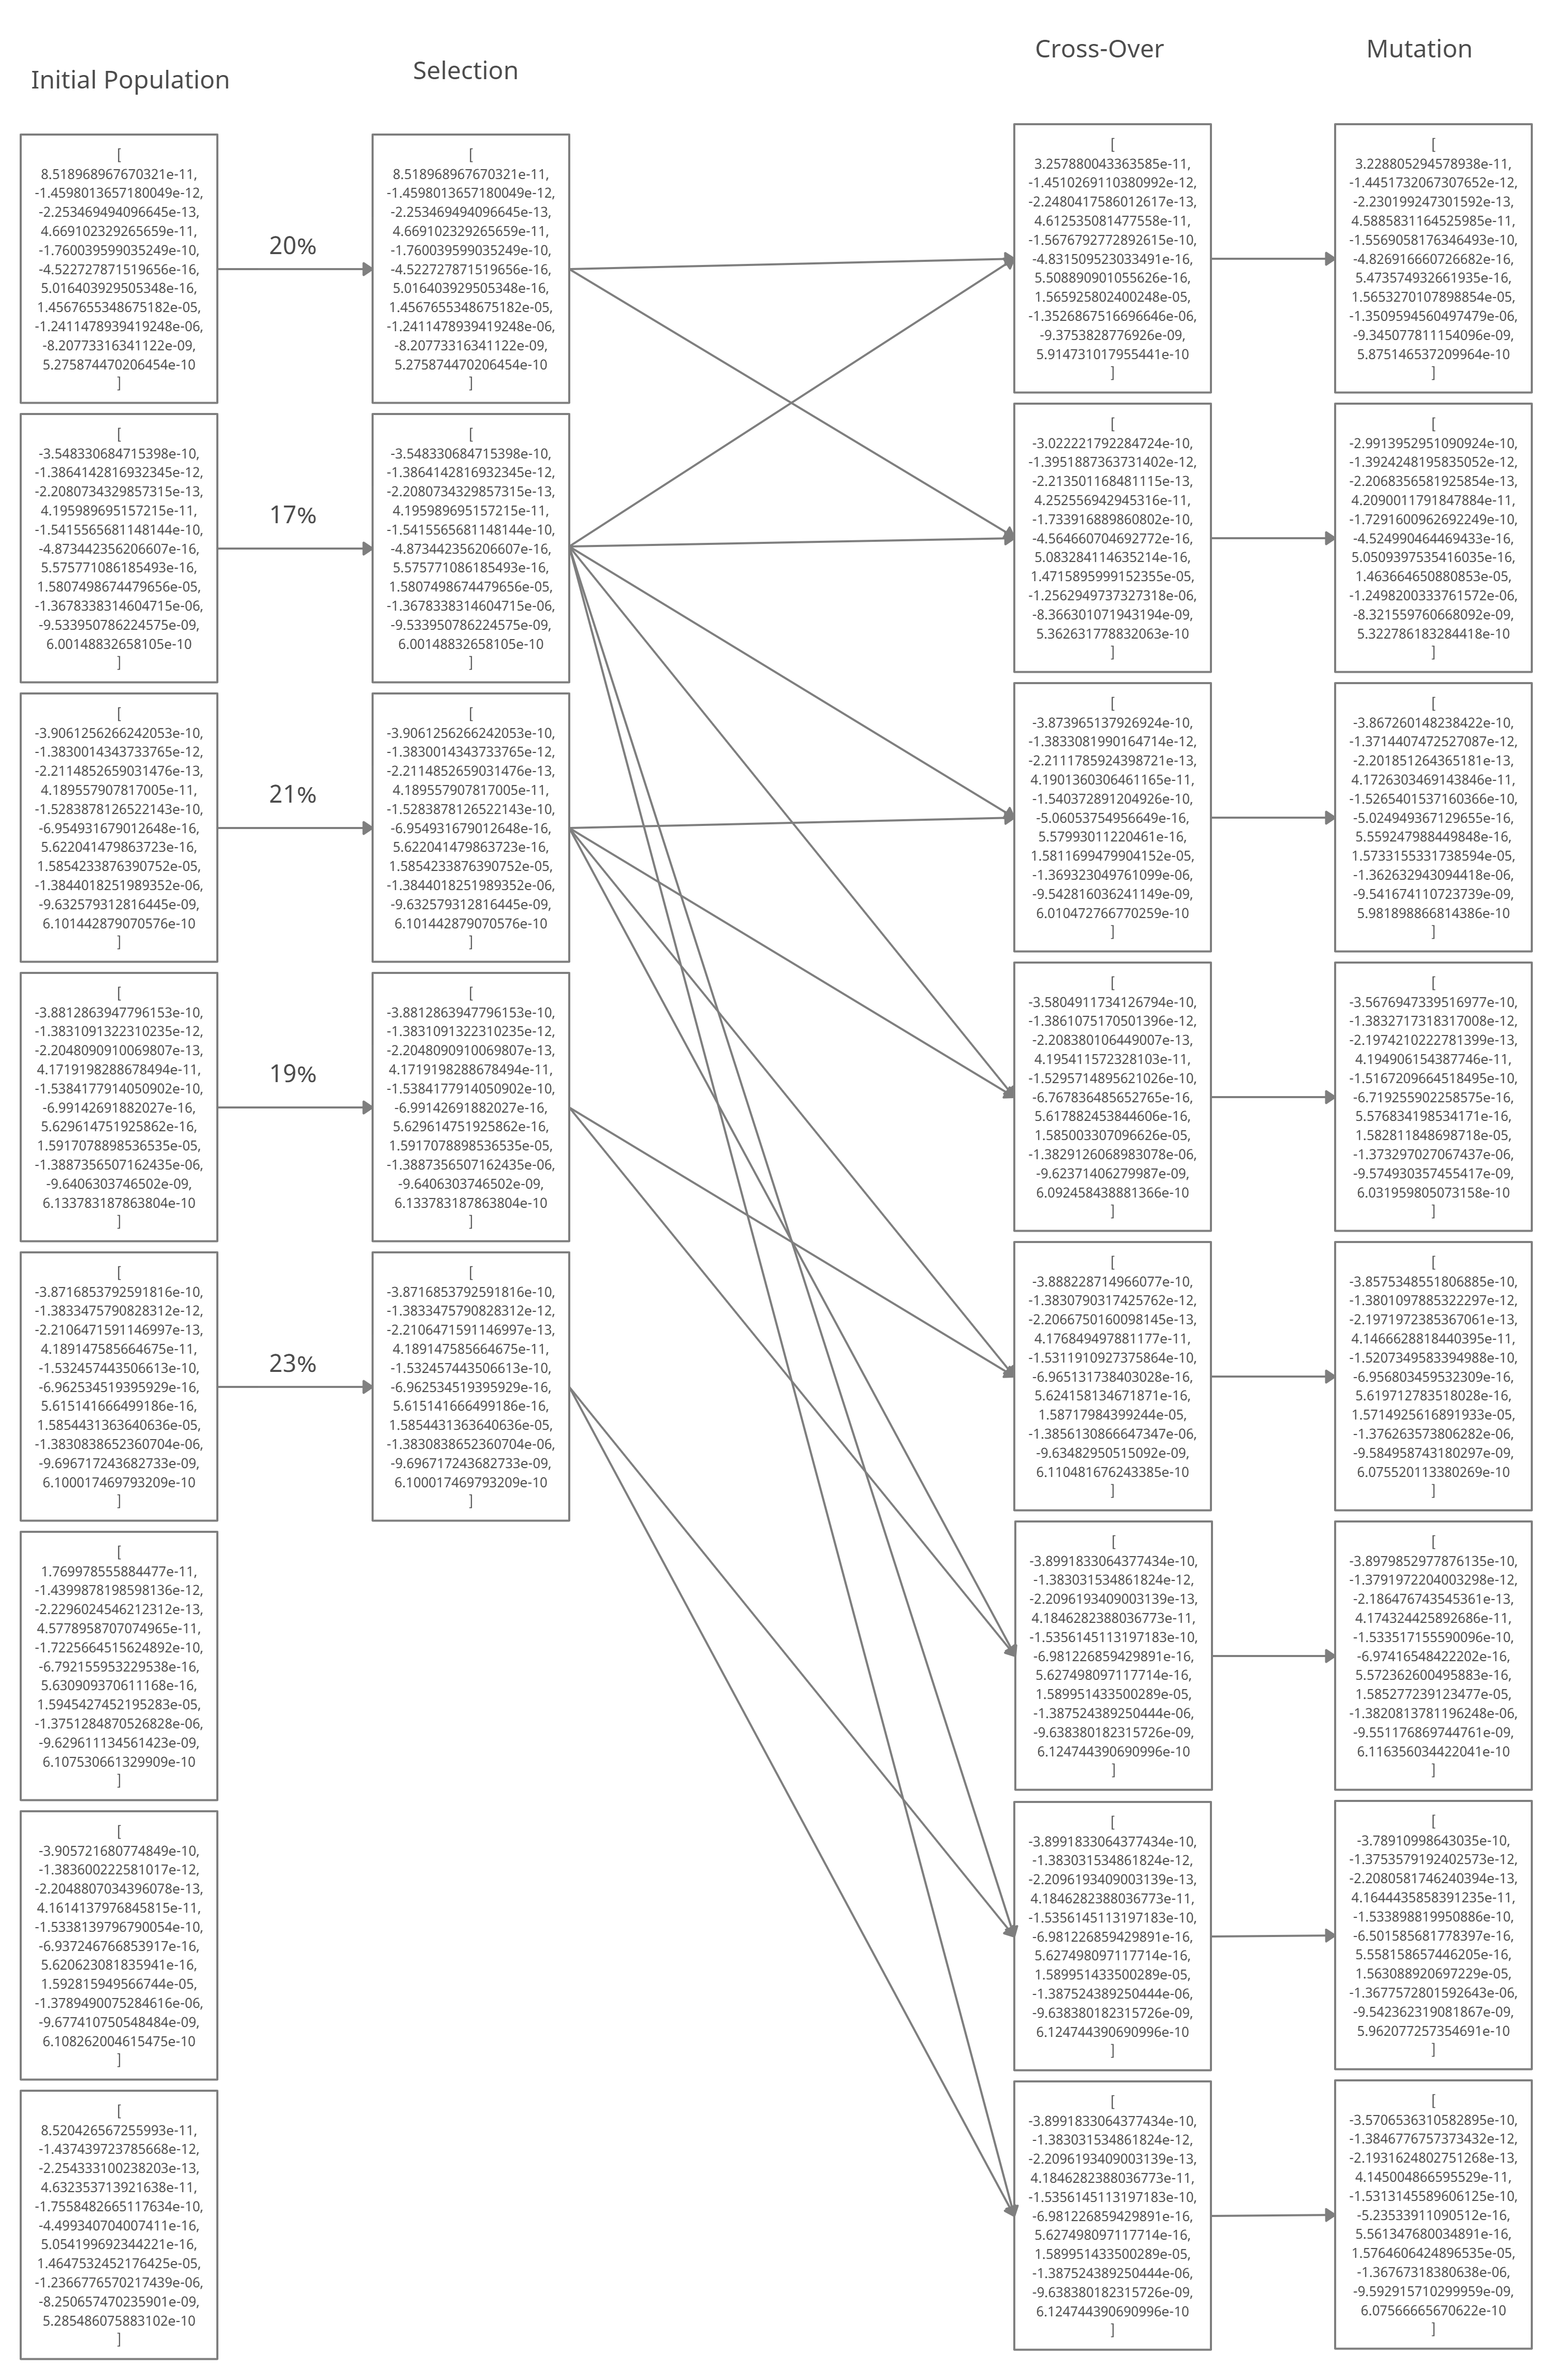 Initial Population
Selection
Cross-Over
Mutation
[
8.518968967670321e-11,
-1.4598013657180049e-12,
-2.253469494096645e-13,
4.669102329265659e-11,
-1.760039599035249e-10,
-4.522727871519656e-16,
5.016403929505348e-16,
1.4567655348675182e-05,
-1.2411478939419248e-06,
-8.20773316341122e-09,
5.275874470206454e-10
]
20%
[
8.518968967670321e-11,
-1.4598013657180049e-12,
-2.253469494096645e-13,
4.669102329265659e-11,
-1.760039599035249e-10,
-4.522727871519656e-16,
5.016403929505348e-16,
1.4567655348675182e-05,
-1.2411478939419248e-06,
-8.20773316341122e-09,
5.275874470206454e-10
]
[
3.257880043363585e-11,
-1.4510269110380992e-12,
-2.2480417586012617e-13,
4.612535081477558e-11,
-1.5676792772892615e-10,
-4.831509523033491e-16,
5.508890901055626e-16,
1.565925802400248e-05,
-1.3526867516696646e-06,
-9.3753828776926e-09,
5.914731017955441e-10
]
[
3.228805294578938e-11,
-1.4451732067307652e-12,
-2.230199247301592e-13,
4.5885831164525985e-11,
-1.5569058176346493e-10,
-4.826916660726682e-16,
5.473574932661935e-16,
1.5653270107898854e-05,
-1.3509594560497479e-06,
-9.345077811154096e-09,
5.875146537209964e-10
]
[
-3.548330684715398e-10,
-1.3864142816932345e-12,
-2.2080734329857315e-13,
4.195989695157215e-11,
-1.5415565681148144e-10,
-4.873442356206607e-16,
5.575771086185493e-16,
1.5807498674479656e-05,
-1.3678338314604715e-06,
-9.533950786224575e-09,
6.00148832658105e-10
]
17%
[
-3.548330684715398e-10,
-1.3864142816932345e-12,
-2.2080734329857315e-13,
4.195989695157215e-11,
-1.5415565681148144e-10,
-4.873442356206607e-16,
5.575771086185493e-16,
1.5807498674479656e-05,
-1.3678338314604715e-06,
-9.533950786224575e-09,
6.00148832658105e-10
]
[
-3.022221792284724e-10,
-1.3951887363731402e-12,
-2.213501168481115e-13,
4.252556942945316e-11,
-1.733916889860802e-10,
-4.564660704692772e-16,
5.083284114635214e-16,
1.4715895999152355e-05,
-1.2562949737327318e-06,
-8.366301071943194e-09,
5.362631778832063e-10
]
[
-2.9913952951090924e-10,
-1.3924248195835052e-12,
-2.2068356581925854e-13,
4.2090011791847884e-11,
-1.7291600962692249e-10,
-4.524990464469433e-16,
5.0509397535416035e-16,
1.463664650880853e-05,
-1.2498200333761572e-06,
-8.321559760668092e-09,
5.322786183284418e-10
]
[
-3.9061256266242053e-10,
-1.3830014343733765e-12,
-2.2114852659031476e-13,
4.189557907817005e-11,
-1.5283878126522143e-10,
-6.954931679012648e-16,
5.622041479863723e-16,
1.5854233876390752e-05,
-1.3844018251989352e-06,
-9.632579312816445e-09,
6.101442879070576e-10
]
21%
[
-3.9061256266242053e-10,
-1.3830014343733765e-12,
-2.2114852659031476e-13,
4.189557907817005e-11,
-1.5283878126522143e-10,
-6.954931679012648e-16,
5.622041479863723e-16,
1.5854233876390752e-05,
-1.3844018251989352e-06,
-9.632579312816445e-09,
6.101442879070576e-10
]
[
-3.873965137926924e-10,
-1.3833081990164714e-12,
-2.2111785924398721e-13,
4.1901360306461165e-11,
-1.540372891204926e-10,
-5.06053754956649e-16,
5.57993011220461e-16,
1.5811699479904152e-05,
-1.369323049761099e-06,
-9.542816036241149e-09,
6.010472766770259e-10
]
[
-3.867260148238422e-10,
-1.3714407472527087e-12,
-2.201851264365181e-13,
4.1726303469143846e-11,
-1.5265401537160366e-10,
-5.024949367129655e-16,
5.559247988449848e-16,
1.5733155331738594e-05,
-1.362632943094418e-06,
-9.541674110723739e-09,
5.981898866814386e-10
]
[
-3.8812863947796153e-10,
-1.3831091322310235e-12,
-2.2048090910069807e-13,
4.1719198288678494e-11,
-1.5384177914050902e-10,
-6.99142691882027e-16,
5.629614751925862e-16,
1.5917078898536535e-05,
-1.3887356507162435e-06,
-9.6406303746502e-09,
6.133783187863804e-10
]
19%
[
-3.8812863947796153e-10,
-1.3831091322310235e-12,
-2.2048090910069807e-13,
4.1719198288678494e-11,
-1.5384177914050902e-10,
-6.99142691882027e-16,
5.629614751925862e-16,
1.5917078898536535e-05,
-1.3887356507162435e-06,
-9.6406303746502e-09,
6.133783187863804e-10
]
[
-3.5804911734126794e-10,
-1.3861075170501396e-12,
-2.208380106449007e-13,
4.195411572328103e-11,
-1.5295714895621026e-10,
-6.767836485652765e-16,
5.617882453844606e-16,
1.585003307096626e-05,
-1.3829126068983078e-06,
-9.62371406279987e-09,
6.092458438881366e-10
]
[
-3.5676947339516977e-10,
-1.3832717318317008e-12,
-2.1974210222781399e-13,
4.194906154387746e-11,
-1.5167209664518495e-10,
-6.719255902258575e-16,
5.576834198534171e-16,
1.582811848698718e-05,
-1.373297027067437e-06,
-9.574930357455417e-09,
6.031959805073158e-10
]
[
-3.8716853792591816e-10,
-1.3833475790828312e-12,
-2.2106471591146997e-13,
4.189147585664675e-11,
-1.532457443506613e-10,
-6.962534519395929e-16,
5.615141666499186e-16,
1.5854431363640636e-05,
-1.3830838652360704e-06,
-9.696717243682733e-09,
6.100017469793209e-10
]
23%
[
-3.8716853792591816e-10,
-1.3833475790828312e-12,
-2.2106471591146997e-13,
4.189147585664675e-11,
-1.532457443506613e-10,
-6.962534519395929e-16,
5.615141666499186e-16,
1.5854431363640636e-05,
-1.3830838652360704e-06,
-9.696717243682733e-09,
6.100017469793209e-10
]
[
-3.888228714966077e-10,
-1.3830790317425762e-12,
-2.2066750160098145e-13,
4.176849497881177e-11,
-1.5311910927375864e-10,
-6.965131738403028e-16,
5.624158134671871e-16,
1.58717984399244e-05,
-1.3856130866647347e-06,
-9.63482950515092e-09,
6.110481676243385e-10
]
[
-3.8575348551806885e-10,
-1.3801097885322297e-12,
-2.1971972385367061e-13,
4.1466628818440395e-11,
-1.5207349583394988e-10,
-6.956803459532309e-16,
5.619712783518028e-16,
1.5714925616891933e-05,
-1.376263573806282e-06,
-9.584958743180297e-09,
6.075520113380269e-10
]
[
1.769978555884477e-11,
-1.4399878198598136e-12,
-2.2296024546212312e-13,
4.5778958707074965e-11,
-1.7225664515624892e-10,
-6.792155953229538e-16,
5.630909370611168e-16,
1.5945427452195283e-05,
-1.3751284870526828e-06,
-9.629611134561423e-09,
6.107530661329909e-10
]
[
-3.8991833064377434e-10,
-1.383031534861824e-12,
-2.2096193409003139e-13,
4.1846282388036773e-11,
-1.5356145113197183e-10,
-6.981226859429891e-16,
5.627498097117714e-16,
1.589951433500289e-05,
-1.387524389250444e-06,
-9.638380182315726e-09,
6.124744390690996e-10
]
[
-3.8979852977876135e-10,
-1.3791972204003298e-12,
-2.186476743545361e-13,
4.174324425892686e-11,
-1.533517155590096e-10,
-6.97416548422202e-16,
5.572362600495883e-16,
1.585277239123477e-05,
-1.3820813781196248e-06,
-9.551176869744761e-09,
6.116356034422041e-10
]
[
-3.905721680774849e-10,
-1.383600222581017e-12,
-2.2048807034396078e-13,
4.1614137976845815e-11,
-1.5338139796790054e-10,
-6.937246766853917e-16,
5.620623081835941e-16,
1.592815949566744e-05,
-1.3789490075284616e-06,
-9.677410750548484e-09,
6.108262004615475e-10
]
[
-3.8991833064377434e-10,
-1.383031534861824e-12,
-2.2096193409003139e-13,
4.1846282388036773e-11,
-1.5356145113197183e-10,
-6.981226859429891e-16,
5.627498097117714e-16,
1.589951433500289e-05,
-1.387524389250444e-06,
-9.638380182315726e-09,
6.124744390690996e-10
]
[
-3.78910998643035e-10,
-1.3753579192402573e-12,
-2.2080581746240394e-13,
4.1644435858391235e-11,
-1.533898819950886e-10,
-6.501585681778397e-16,
5.558158657446205e-16,
1.563088920697229e-05,
-1.3677572801592643e-06,
-9.542362319081867e-09,
5.962077257354691e-10
]
[
8.520426567255993e-11,
-1.437439723785668e-12,
-2.254333100238203e-13,
4.632353713921638e-11,
-1.7558482665117634e-10,
-4.499340704007411e-16,
5.054199692344221e-16,
1.4647532452176425e-05,
-1.2366776570217439e-06,
-8.250657470235901e-09,
5.285486075883102e-10
]
[
-3.8991833064377434e-10,
-1.383031534861824e-12,
-2.2096193409003139e-13,
4.1846282388036773e-11,
-1.5356145113197183e-10,
-6.981226859429891e-16,
5.627498097117714e-16,
1.589951433500289e-05,
-1.387524389250444e-06,
-9.638380182315726e-09,
6.124744390690996e-10
]
[
-3.5706536310582895e-10,
-1.3846776757373432e-12,
-2.1931624802751268e-13,
4.145004866595529e-11,
-1.5313145589606125e-10,
-5.23533911090512e-16,
5.561347680034891e-16,
1.5764606424896535e-05,
-1.36767318380638e-06,
-9.592915710299959e-09,
6.07566665670622e-10
]